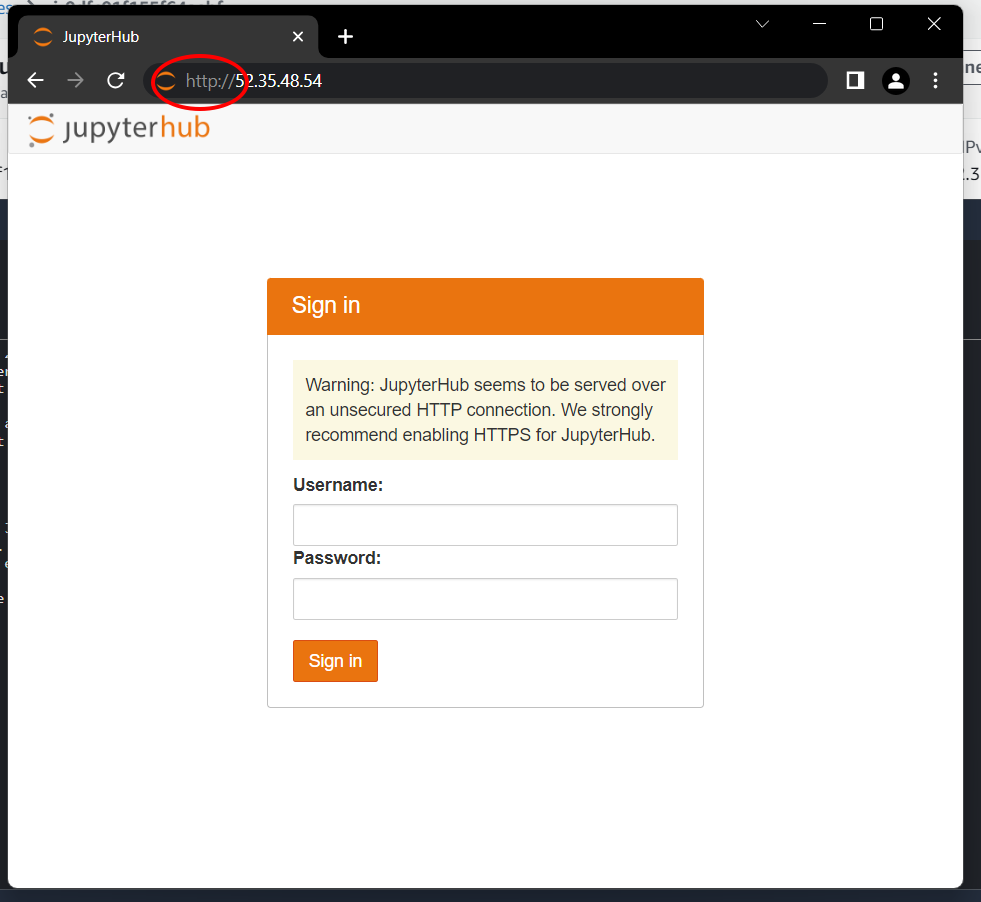 JupyterHub
http://52.35.48.54
jupyterhub
Sign in
Warning: JupyterHub seems to be served over
an unsecured HTTP connection. We strongly
recommend enabling HTTPS for JupyterHub.
Username:
Password:
Sign in